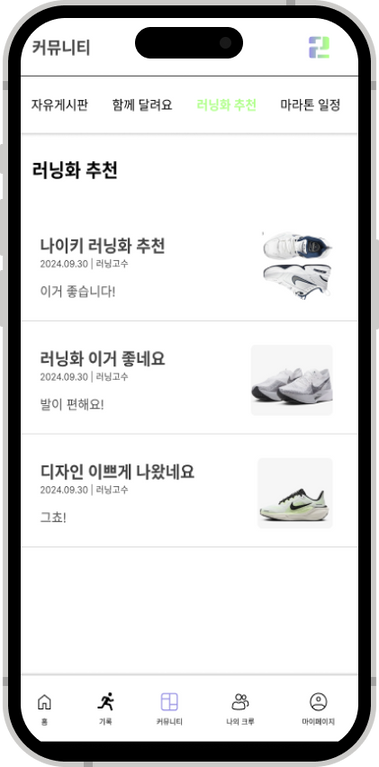 커뮤니티
자유게시판 함께 달려요 러닝화 추천 마라톤 일정
러닝화 추천
나이키 러닝화 추천
2024.09.30 | 러닝고수
이거 좋습니다!
러닝화 이거 좋네요
2024.09.30 | 러닝고수
발이 편해요!
디자인 이쁘게 나왔네요
2024.09.30 | 러닝고수
그쵸!
홈 기록 커뮤니티 나의 크루 마이페이지